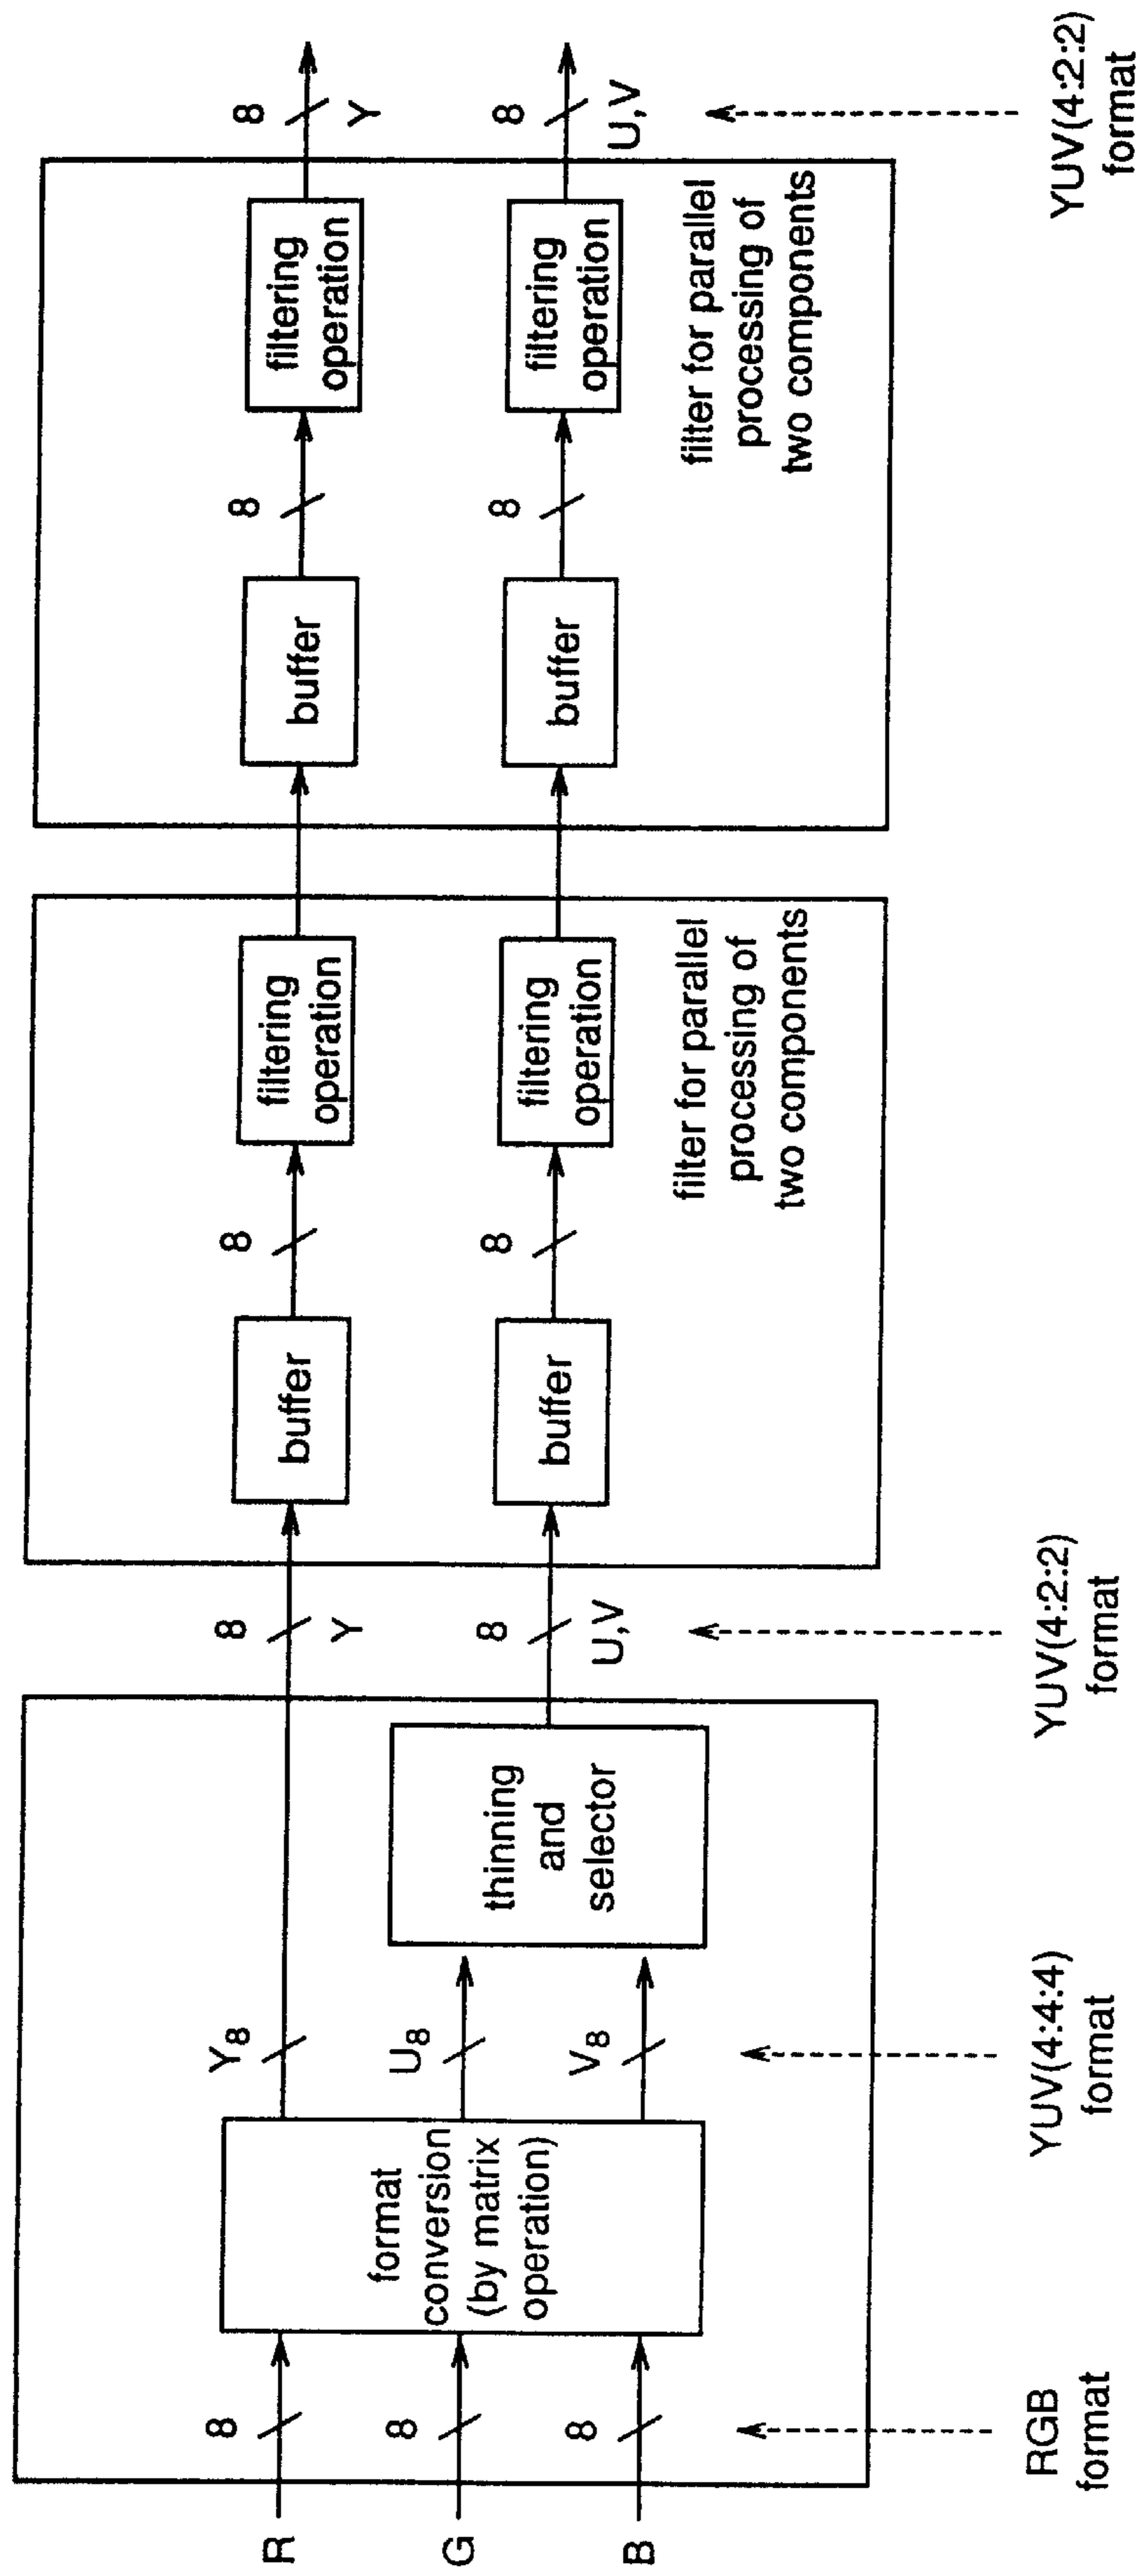 R
G
B
8
8
8
RGB
format
format
conversion
(by matrix
operation)
Y8
U8
V8
YUV(4:4:4)
format
thinning
and
selector
8
Y
8
U,V
YUV(4:2:2)
format
buffer
8
filtering
operation
buffer
8
filtering
operation
filter for parallel
processing of
two components
buffer
8
filtering
operation
buffer
8
filtering
operation
filter for parallel
processing of
two components
8
Y
8
U,V
YUV(4:2:2)
format